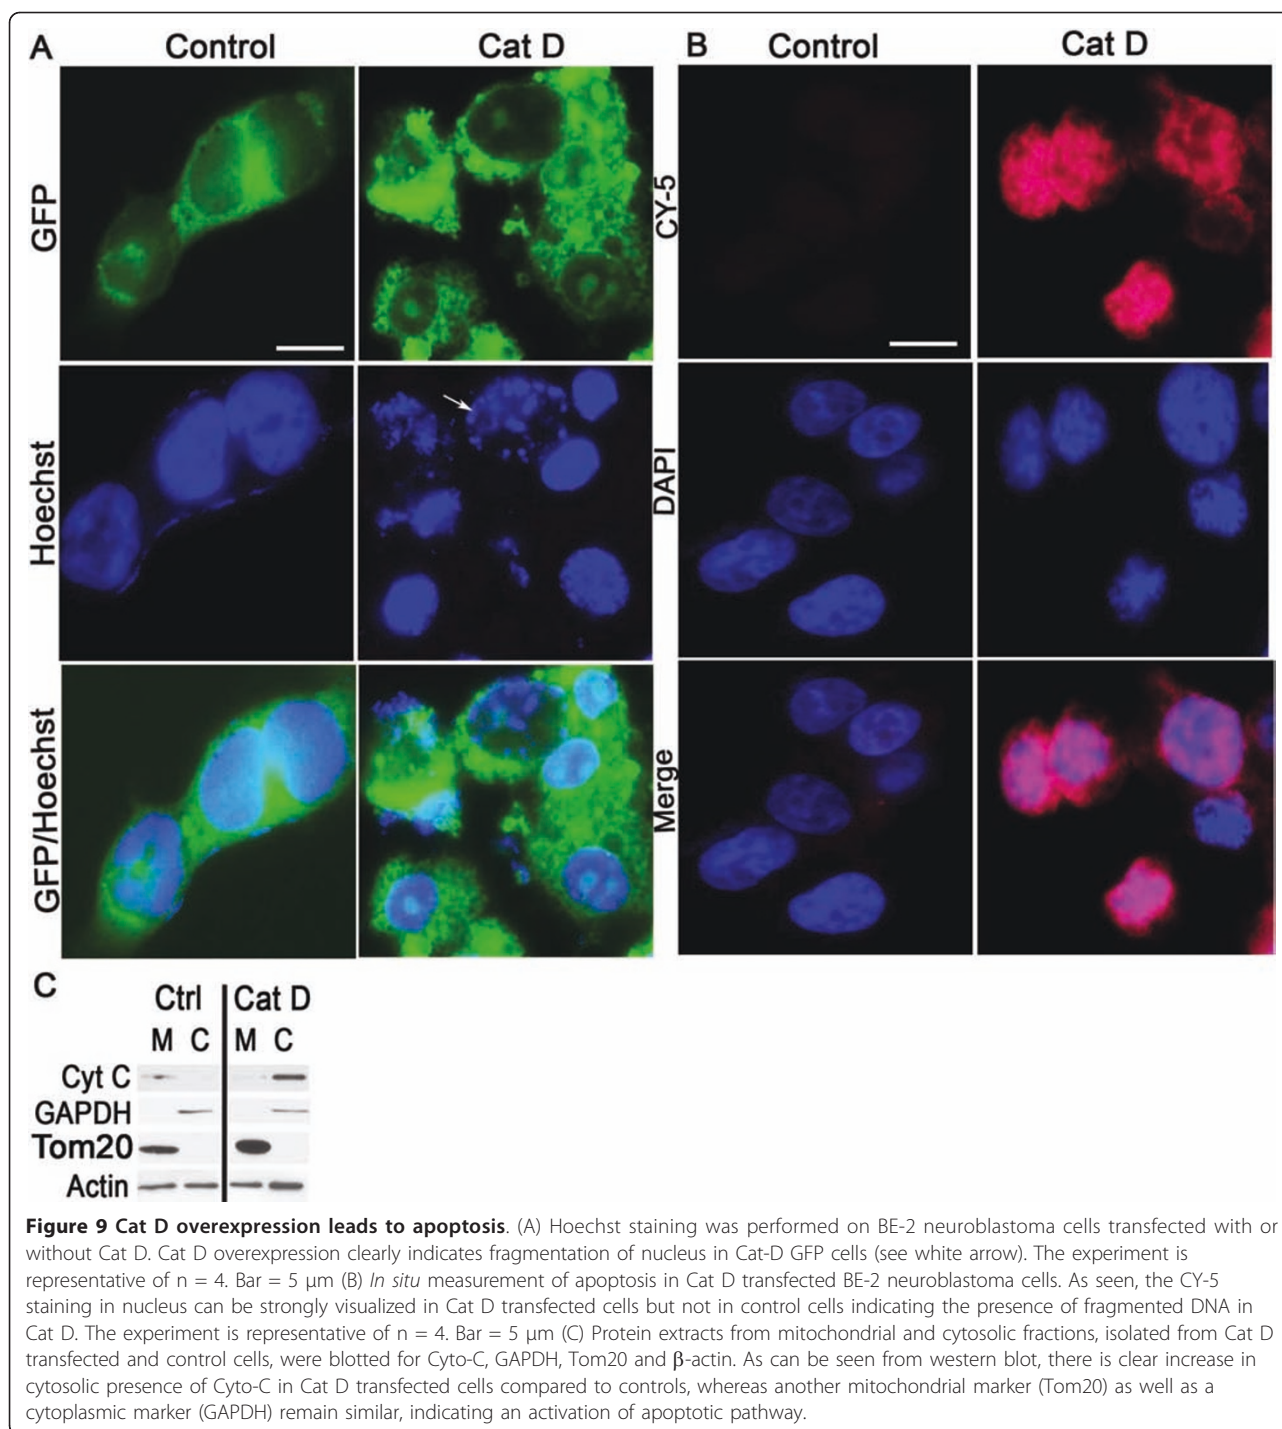 A Control Cat D B Control Cat D
GFP
CY-5
Hoechst
DAPI
GFP/Hoechst
Merge
C
Ctrl Cat D
M C M C
Cyt C
GAPDH
Tom20
Actin
Figure 9 Cat D overexpression leads to apoptosis. (A) Hoechst staining was performed on BE-2 neuroblastoma cells transfected with or
without Cat D. Cat D overexpression clearly indicates fragmentation of nucleus in Cat-D GFP cells (see white arrow). The experiment is
representative of n = 4. Bar = 5 μm (B) In situ measurement of apoptosis in Cat D transfected BE-2 neuroblastoma cells. As seen, the CY-5
staining in nucleus can be strongly visualized in Cat D transfected cells but not in control cells indicating the presence of fragmented DNA in
Cat D. The experiment is representative of n = 4. Bar = 5 μm (C) Protein extracts from mitochondrial and cytosolic fractions, isolated from Cat D
transfected and control cells, were blotted for Cyto-C, GAPDH, Tom20 and β-actin. As can be seen from western blot, there is clear increase in
cytosolic presence of Cyto-C in Cat D transfected cells compared to controls, whereas another mitochondrial marker (Tom20) as well as a
cytoplasmic marker (GAPDH) remain similar, indicating an activation of apoptotic pathway.